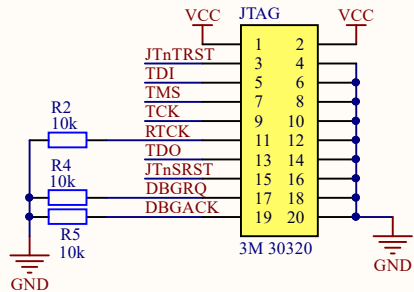 VCC JTAG VCC
1 2
JTnTRST 3 4
TDI 5 6
TMS 7 8
R2 TCK 9 10
10k RTCK 11 12
TDO 13 14
R4 JTnSRST 15 16
10k DBGRQ 17 18
DBGACK 19 20
R5 3M 30320
10k
GND GND